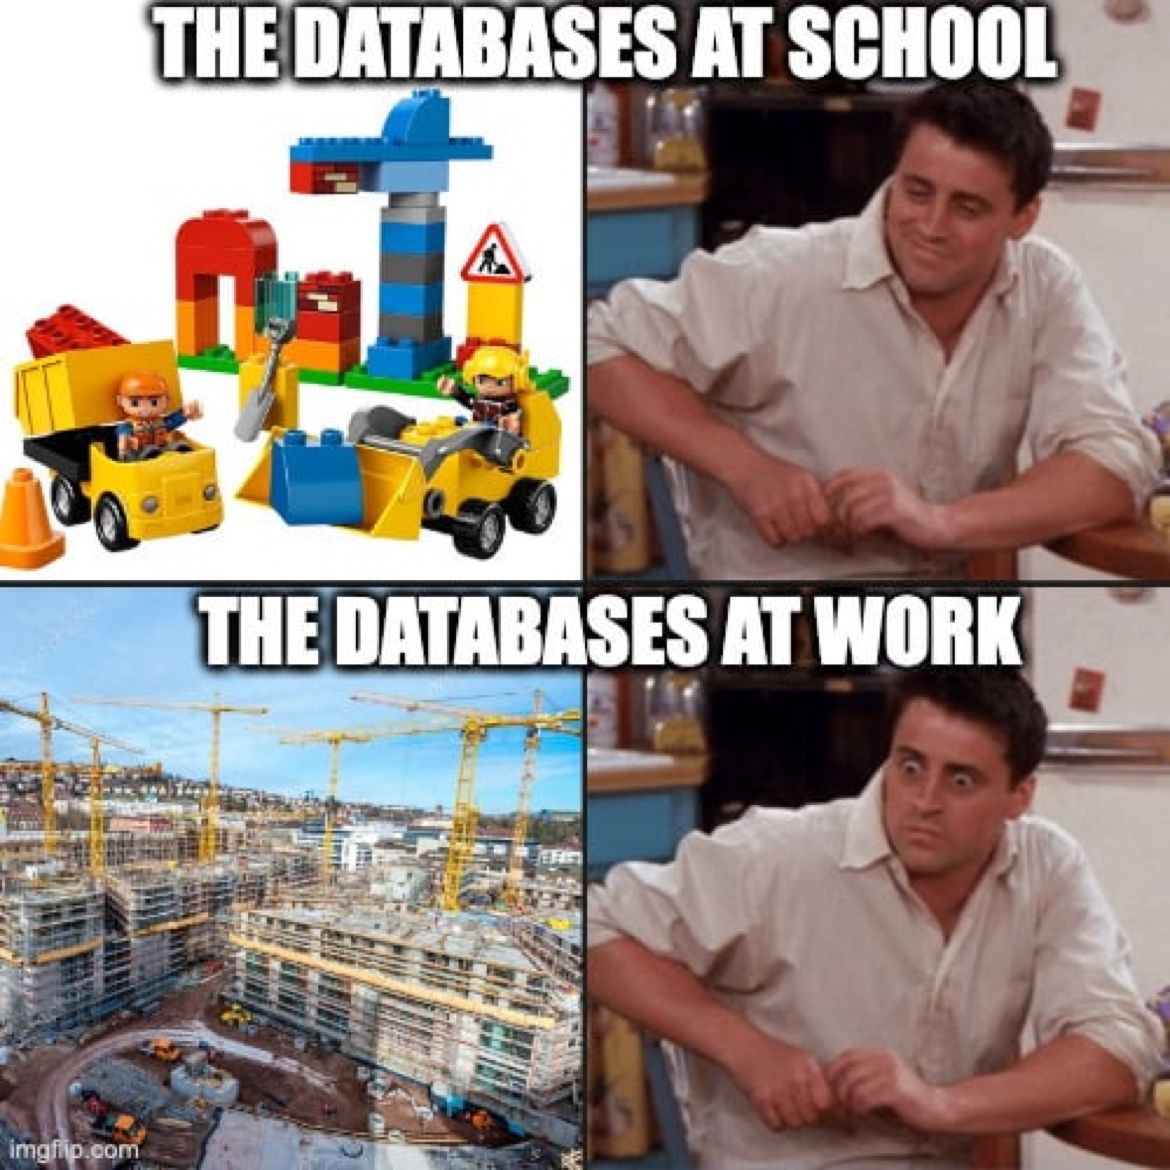 THE DATABASES AT SCHOOL
THE DATABASES AT WORK
imgflip.com